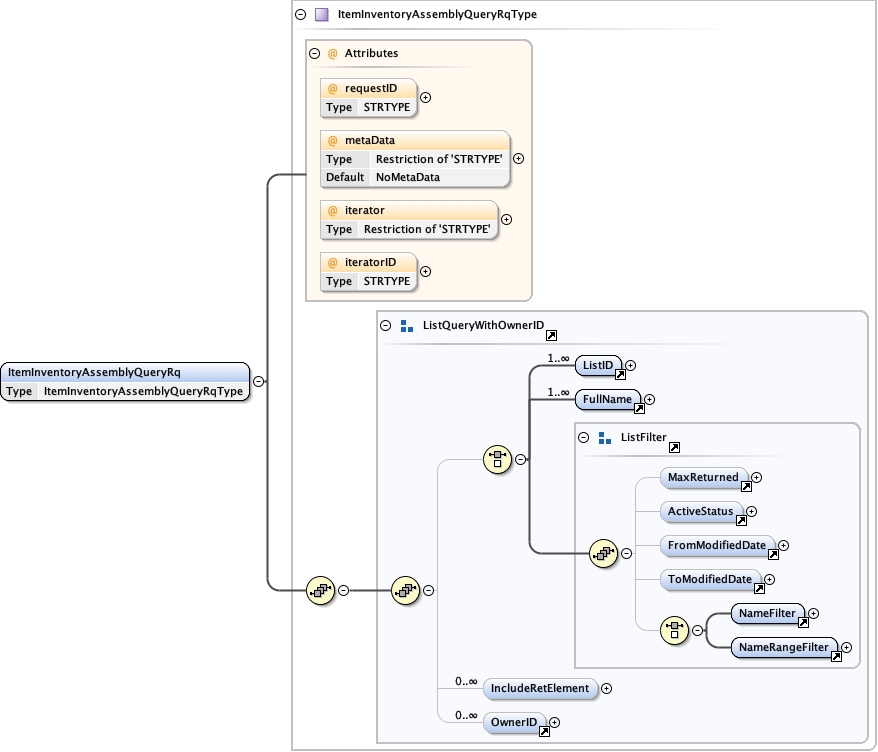 ItemInventoryAssemblyQueryRqType
@ Attributes
@ requestID
Type STRTYPE
@ metaData
Type Restriction of 'STRTYPE'
Default NoMetaData
@ iterator
Type Restriction of 'STRTYPE'
@ iteratorID
Type STRTYPE
ItemInventoryAssemblyQueryRq
Type ItemInventoryAssemblyQueryRqType
ListQueryWithOwnerID
1..∞ ListID
1..∞ FullName
ListFilter
MaxReturned
ActiveStatus
FromModifiedDate
ToModifiedDate
NameFilter
NameRangeFilter
0..∞ IncludeRetElement
0..∞ OwnerID